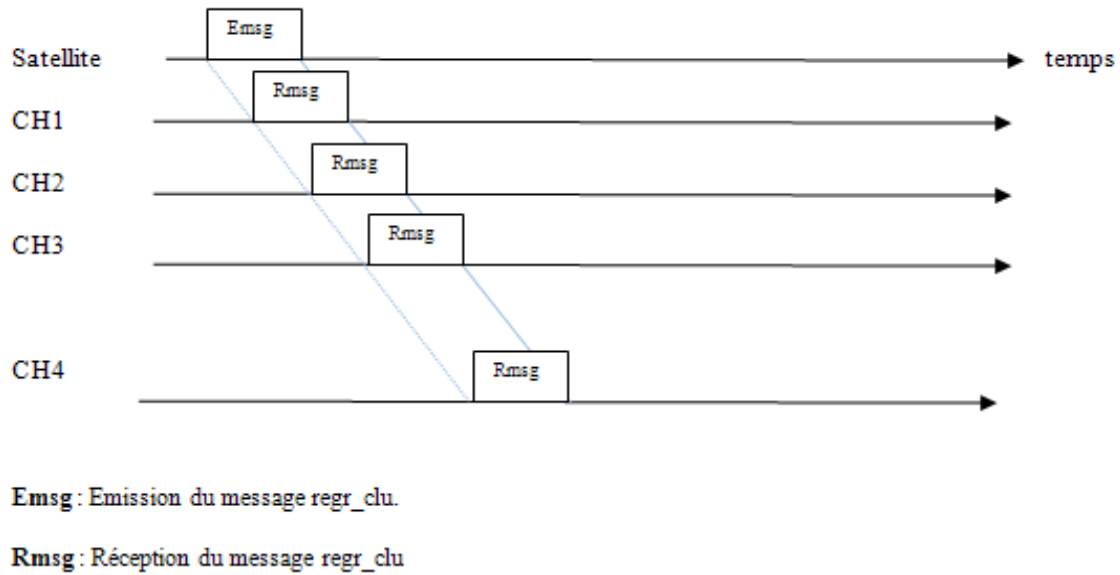 Emsg
Satellite temps
Rmsg
CH1
Rmsg
CH2
Rmsg
CH3
Rmsg
CH4
Emsg : Emission du message regr_clu.
Rmsg : Réception du message regr_clu